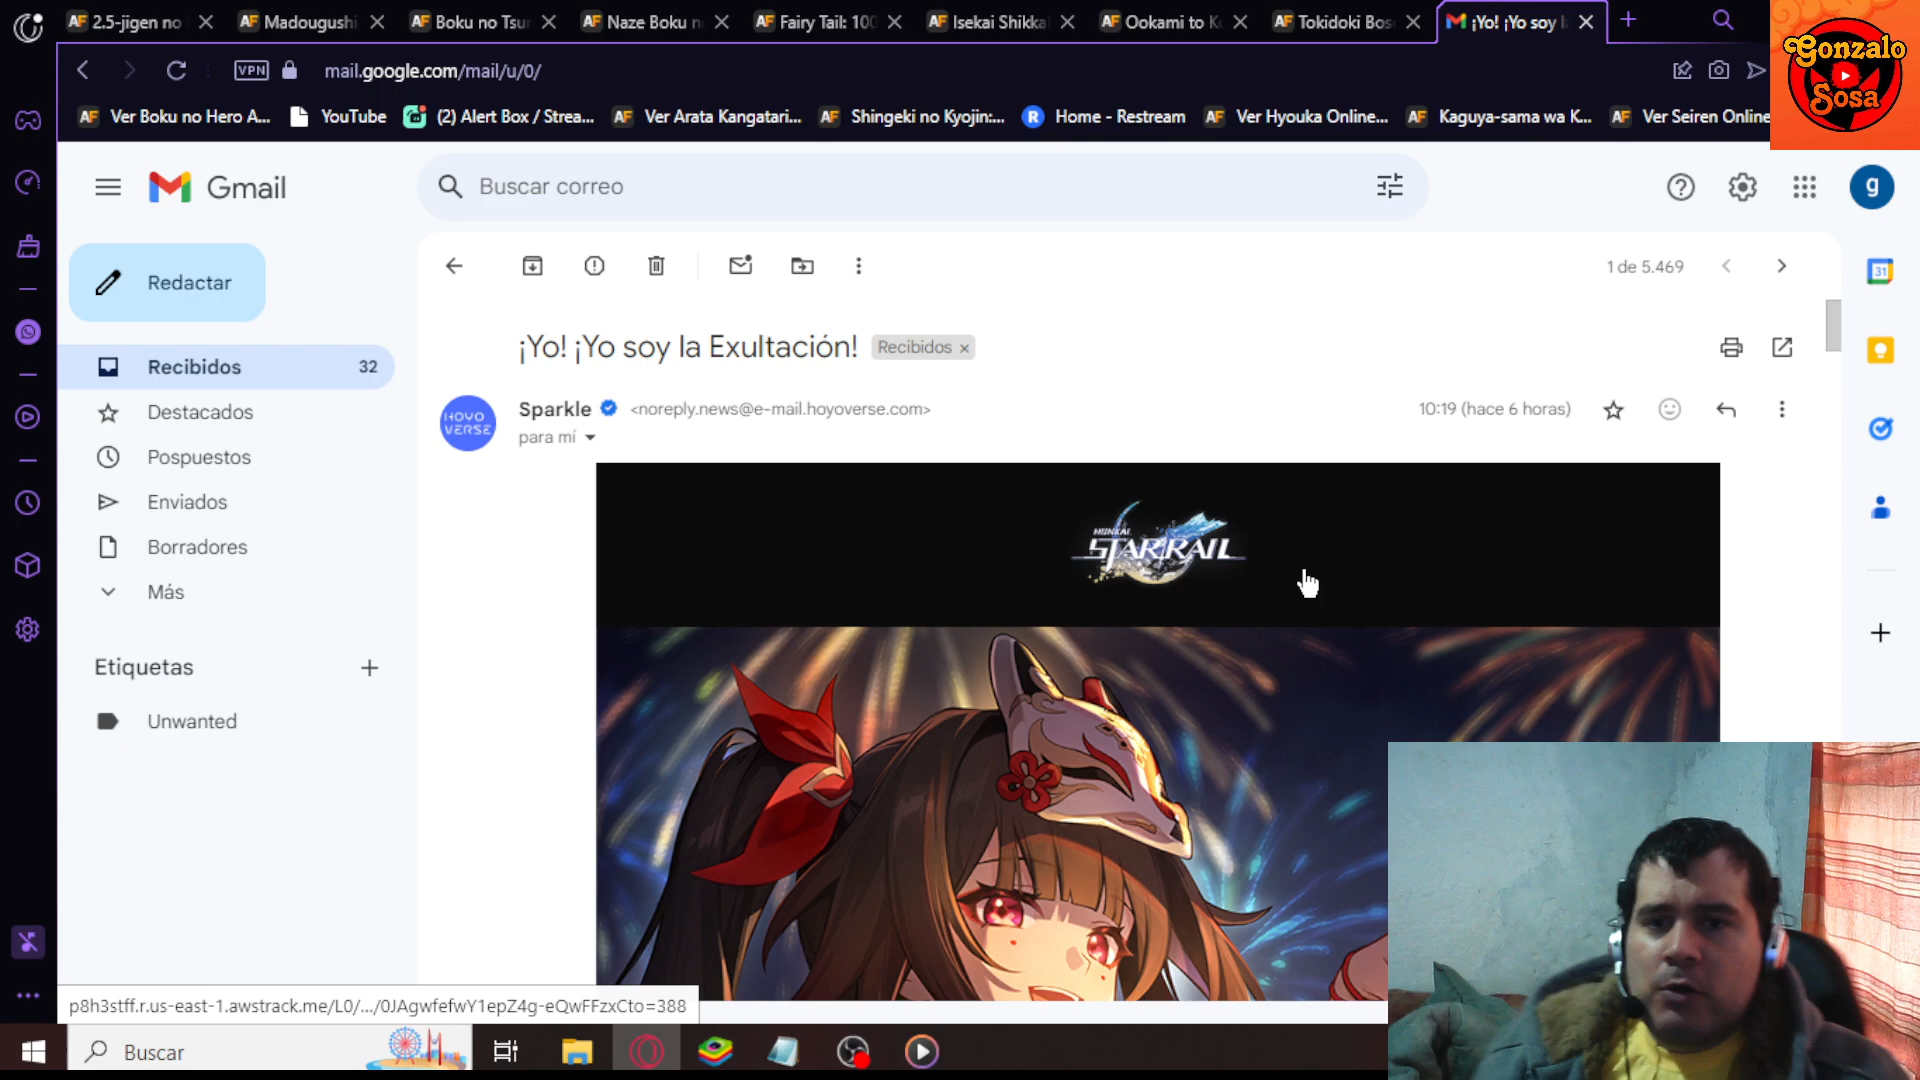 2.5-jigen no
Madougushi
Boku no Tsu
Naze Boku n
Fairy Tail: 100
Isekai Shikka
Ookami to K
Tokidoki Bos
¡Yo! ¡Yo soy l
VPN
mail.google.com/mail/u/0/
Ver Boku no Hero A...
YouTube
(2) Alert Box / Strea...
Ver Arata Kangatari...
Shingeki no Kyojin:...
Home - Restream
Ver Hyouka Online...
Kaguya-sama wa K...
Ver Seiren Online
Gonzalo
Sosa
Gmail
Buscar correo
g
Redactar
1 de 5.469
31
¡Yo! ¡Yo soy la Exultación!
Recibidos
Recibidos 32
Destacados
Pospuestos
Enviados
Borradores
Más
Etiquetas
Unwanted
HOYO
VERSE
Sparkle <noreply.news@e-mail.hoyoverse.com>
10:19 (hace 6 horas)
para mí
HONKAI
STAR RAIL
p8h3stff.r.us-east-1.awstrack.me/L0/.../0JAgwfefwY1epZ4g-eQwFFzxCto=388
Buscar